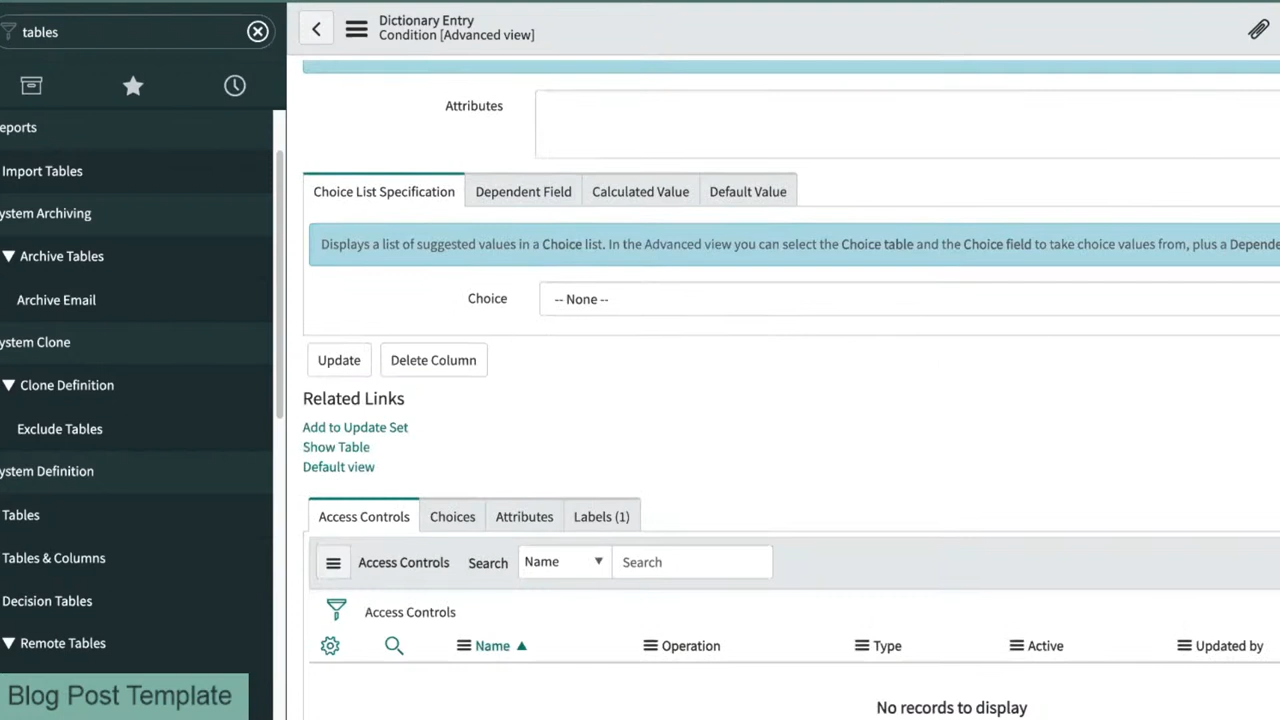 tables
Dictionary Entry
Condition [Advanced view]
eports
Import Tables
ystem Archiving
Archive Tables
Archive Email
ystem Clone
Clone Definition
Exclude Tables
ystem Definition
Tables
Tables & Columns
Decision Tables
Remote Tables
Blog Post Template
Attributes
Choice List Specification Dependent Field Calculated Value Default Value
Displays a list of suggested values in a Choice list. In the Advanced view you can select the Choice table and the Choice field to take choice values from, plus a Depende
Choice -- None --
Update Delete Column
Related Links
Add to Update Set
Show Table
Default view
Access Controls Choices Attributes Labels (1)
Access Controls Search Name Search
Access Controls
Name Operation Type Active Updated by
No records to display